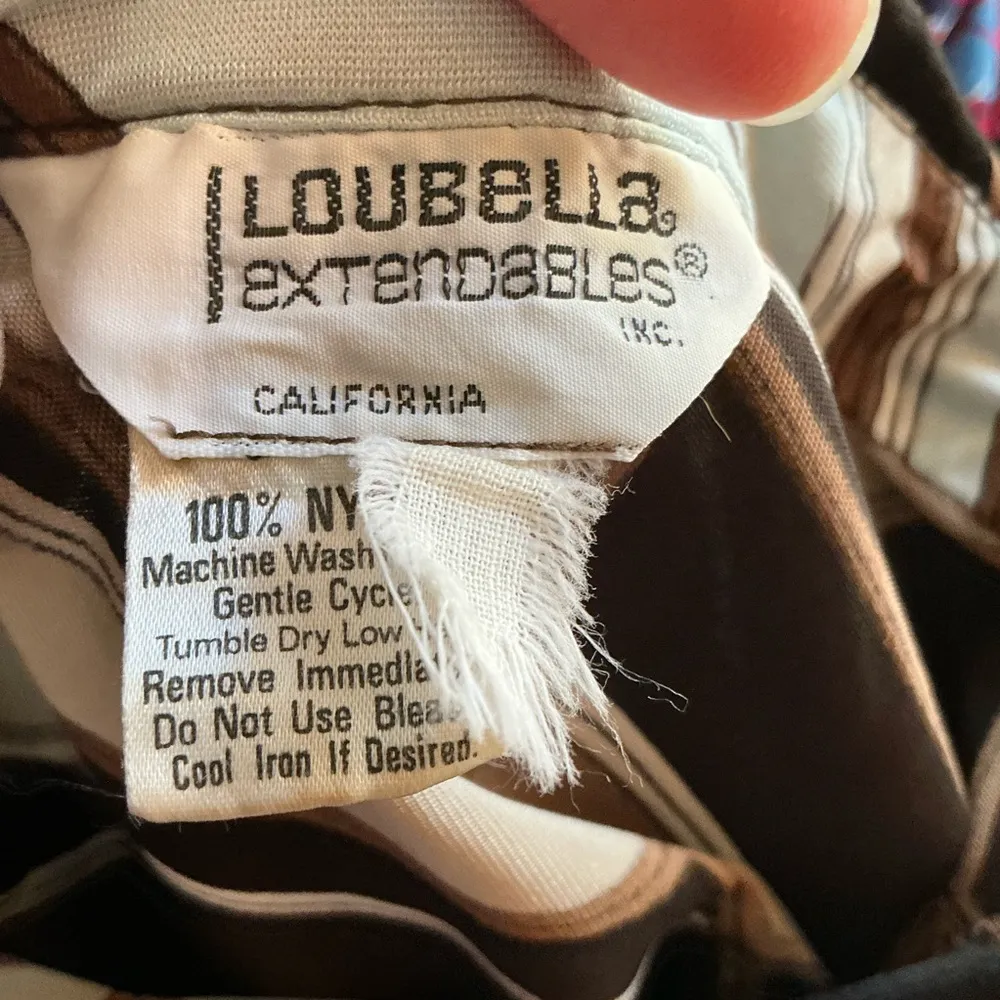 LOUBELLa
exTenDaBLes®
INC.
CALIFORNIA
100% NY
Machine Wash
Gentle Cycle
Tumble Dry Low
Remove Immedia
Do Not Use Blea
Cool Iron If Desired.